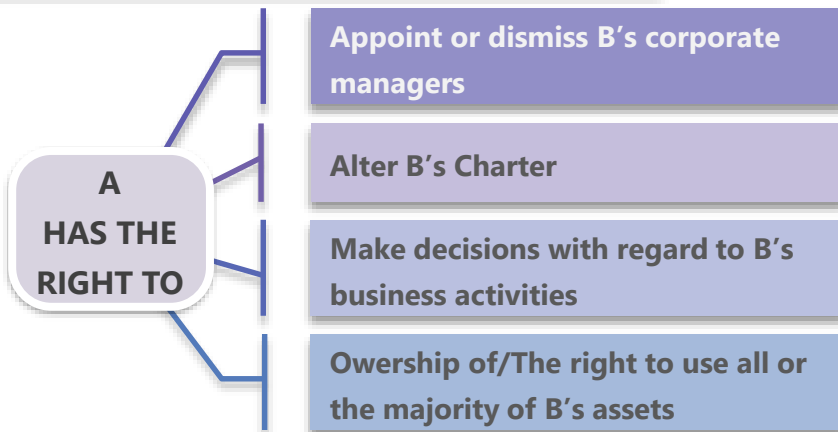 A
HAS THE
RIGHT TO
Appoint or dismiss B’s corporate
managers
Alter B’s Charter
Make decisions with regard to B’s
business activities
Owership of/The right to use all or
the majority of B’s assets